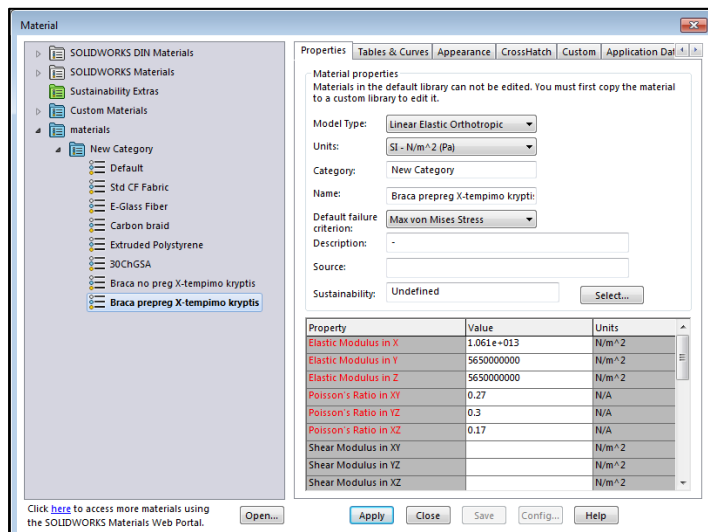 Material
SOLIDWORKS DIN Materials
SOLIDWORKS Materials
Sustainability Extras
Custom Materials
materials
New Category
Default
Std CF Fabric
E-Glass Fiber
Carbon braid
Extruded Polystyrene
30ChGSA
Braca no preg X-tempimo kryptis
Braca prepreg X-tempimo kryptis
Click here to access more materials using
the SOLIDWORKS Materials Web Portal.
Open...
Properties Tables & Curves Appearance CrossHatch Custom Application Dat
Material properties
Materials in the default library can not be edited. You must first copy the material
to a custom library to edit it.
Model Type: Linear Elastic Orthotropic
Units: SI - N/m^2 (Pa)
Category: New Category
Name: Braca prepreg X-tempimo kryptis
Default failure
criterion: Max von Mises Stress
Description: -
Source:
Sustainability: Undefined Select...
Property Value Units
Elastic Modulus in X 1.061e+013 N/m^2
Elastic Modulus in Y 5650000000 N/m^2
Elastic Modulus in Z 5650000000 N/m^2
Poisson's Ratio in XY 0.27 N/A
Poisson's Ratio in YZ 0.3 N/A
Poisson's Ratio in XZ 0.17 N/A
Shear Modulus in XY N/m^2
Shear Modulus in YZ N/m^2
Shear Modulus in XZ N/m^2
Apply Close Save Config... Help